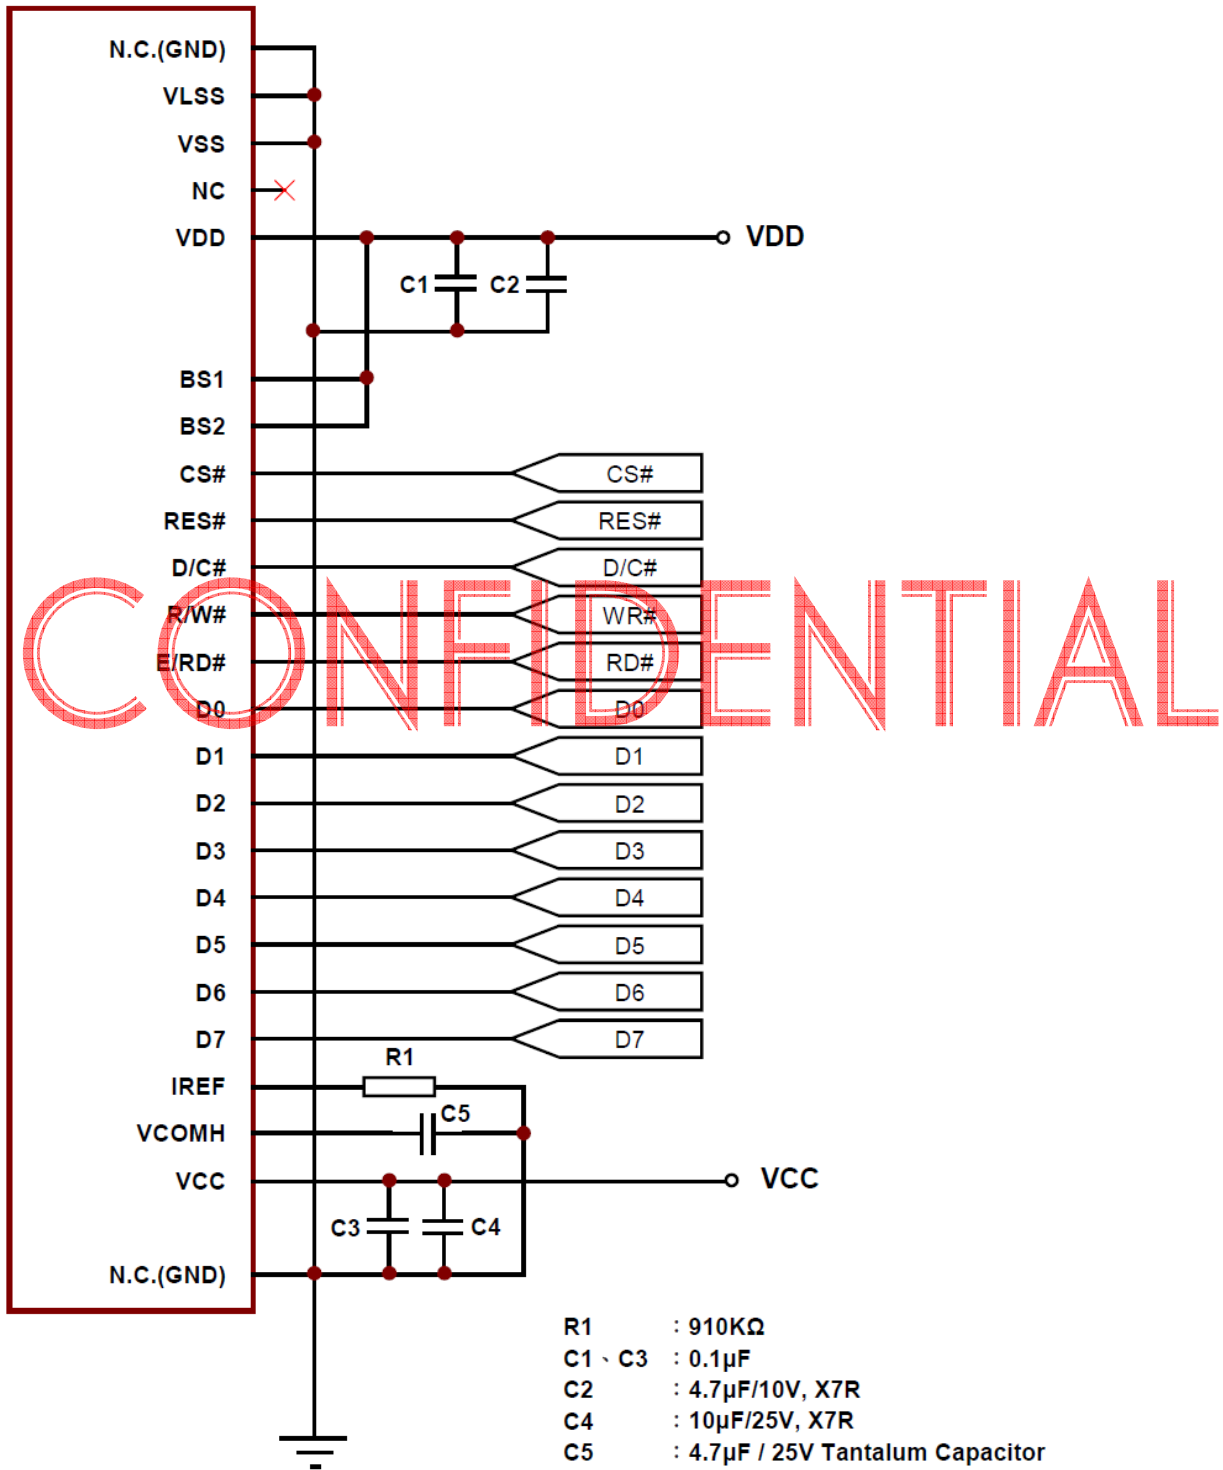 N.C.(GND)
VLSS
VSS
NC
VDD VDD
C1 C2
BS1
BS2
CS# CS#
RES# RES#
D/C# D/C#
R/W# WR#
E/RD# RD#
CONFIDENTIAL
D0 D0
D1 D1
D2 D2
D3 D3
D4 D4
D5 D5
D6 D6
D7 D7
R1
IREF
C5
VCOMH
VCC VCC
C3 C4
N.C.(GND)
R1 : 910KΩ
C1、C3 : 0.1μF
C2 : 4.7μF/10V, X7R
C4 : 10μF/25V, X7R
C5 : 4.7μF / 25V Tantalum Capacitor